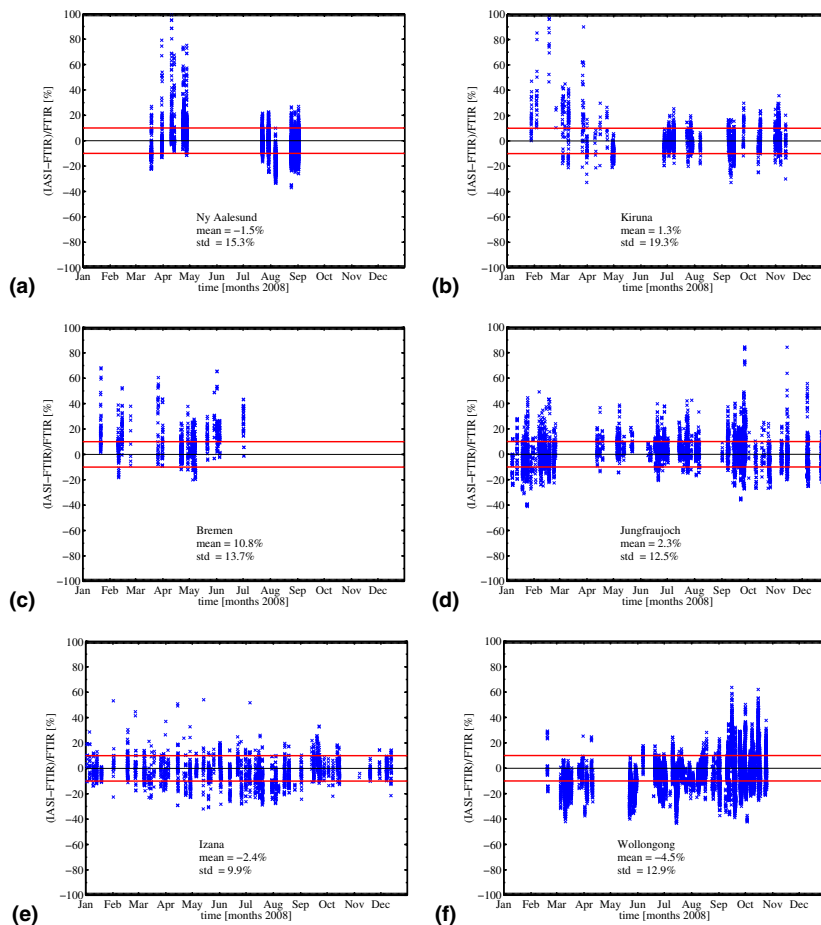 100
80
60
40
20
0
−20
−40
−60
−80
−100
(IASI−FTIR)/FTIR [%]
Ny Aalesund
mean = −1.5%
std = 15.3%
Jan Feb Mar Apr May Jun Jul Aug Sep Oct Nov Dec
time [months 2008]
(a)
100
80
60
40
20
0
−20
−40
−60
−80
−100
(IASI−FTIR)/FTIR [%]
Kiruna
mean = 1.3%
std = 19.3%
Jan Feb Mar Apr May Jun Jul Aug Sep Oct Nov Dec
time [months 2008]
(b)
100
80
60
40
20
0
−20
−40
−60
−80
−100
(IASI−FTIR)/FTIR [%]
Bremen
mean = 10.8%
std = 13.7%
Jan Feb Mar Apr May Jun Jul Aug Sep Oct Nov Dec
time [months 2008]
(c)
100
80
60
40
20
0
−20
−40
−60
−80
−100
(IASI−FTIR)/FTIR [%]
Jungfraujoch
mean = 2.3%
std = 12.5%
Jan Feb Mar Apr May Jun Jul Aug Sep Oct Nov Dec
time [months 2008]
(d)
100
80
60
40
20
0
−20
−40
−60
−80
−100
(IASI−FTIR)/FTIR [%]
Izana
mean = −2.4%
std = 9.9%
Jan Feb Mar Apr May Jun Jul Aug Sep Oct Nov Dec
time [months 2008]
(e)
100
80
60
40
20
0
−20
−40
−60
−80
−100
(IASI−FTIR)/FTIR [%]
Wollongong
mean = −4.5%
std = 12.9%
Jan Feb Mar Apr May Jun Jul Aug Sep Oct Nov Dec
time [months 2008]
(f)